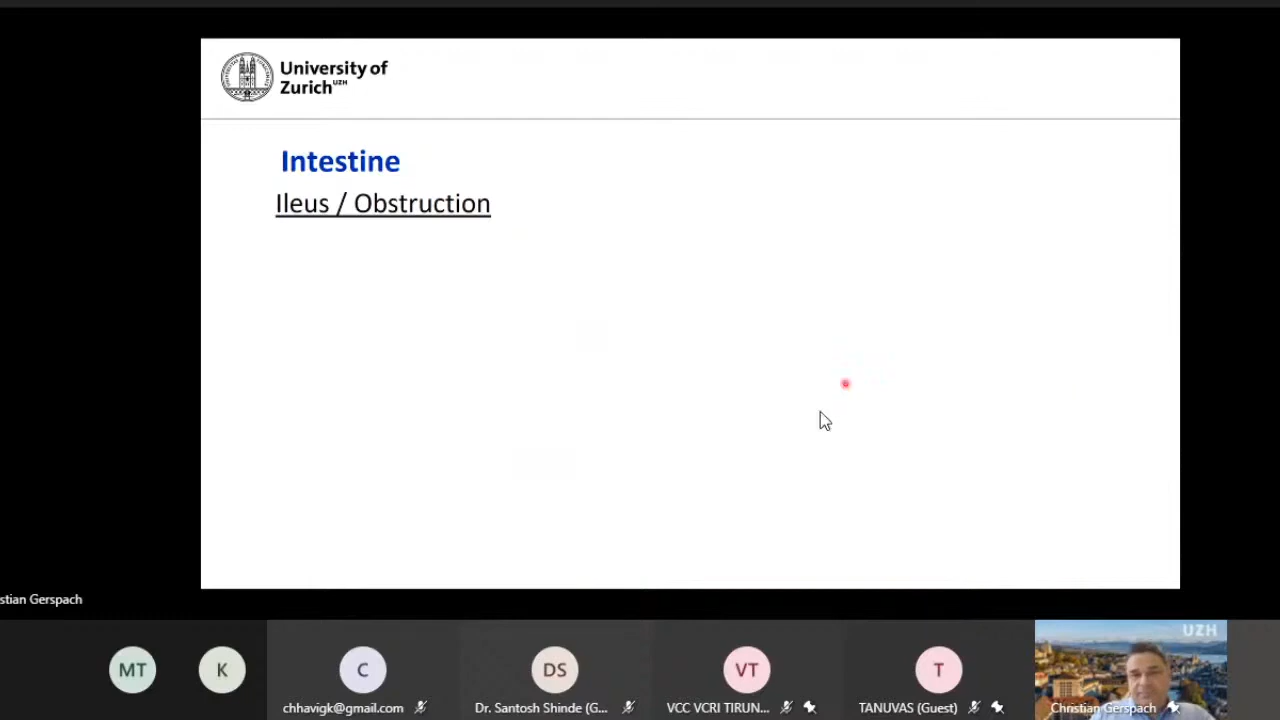 University of
Zurich UZH
Intestine
Ileus / Obstruction
stian Gerspach
MT
K
C
DS
VT
T
UZH
chhavigk@gmail.com
Dr. Santosh Shinde (G...
VCC VCRI TIRUN...
TANUVAS (Guest)
Christian Gerspach